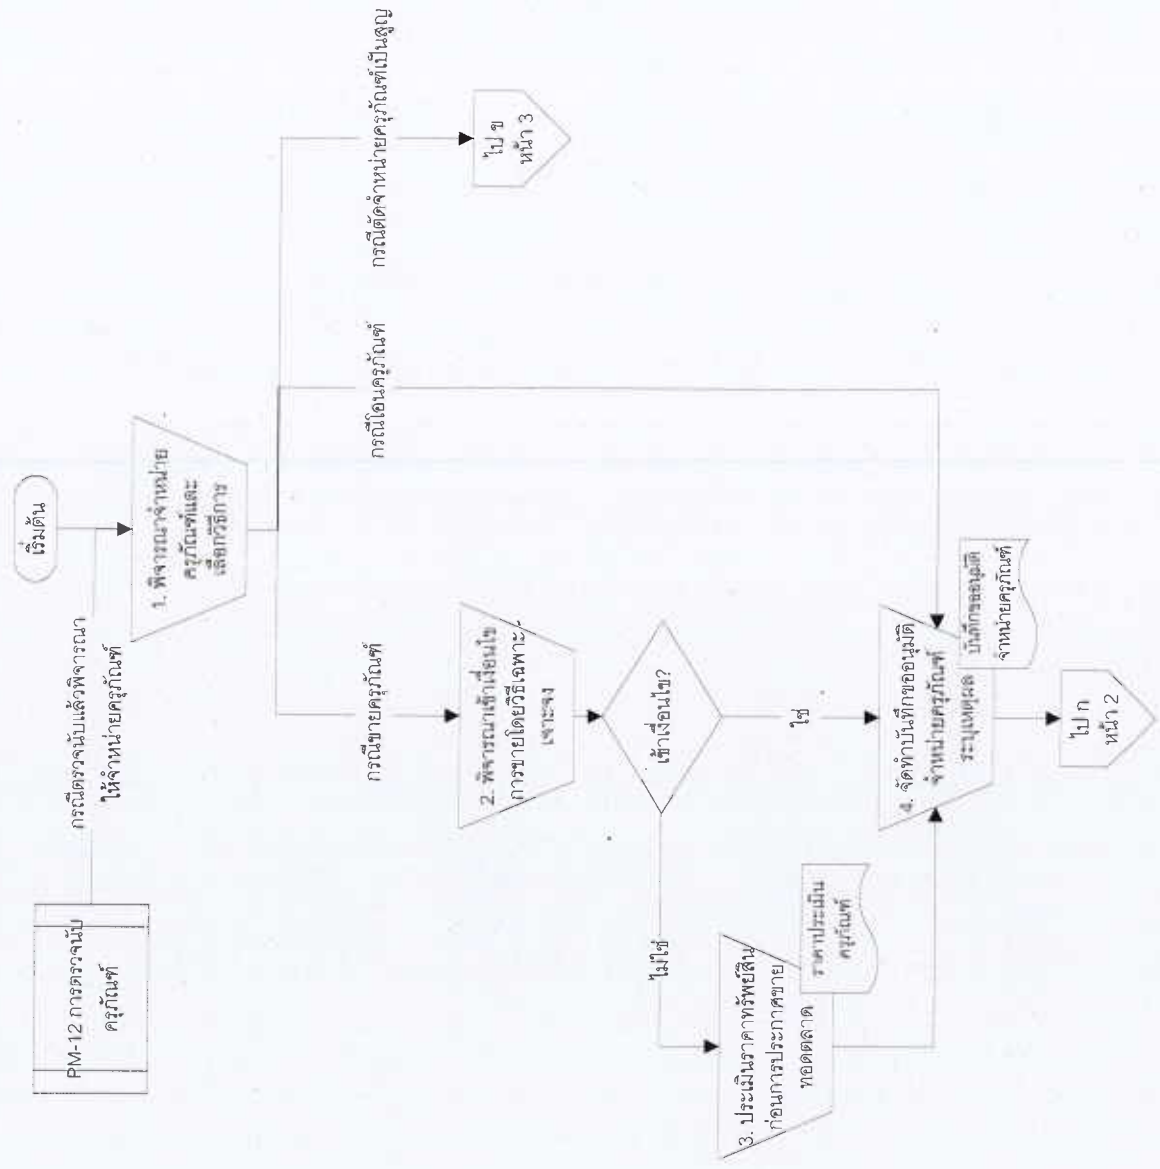 เริ่มต้น
PM-12 การตรวจนับ
ครุภัณฑ์
กรณีตรวจนับแล้วพิจารณา
ให้จำหน่ายครุภัณฑ์
1. พิจารณาจำหน่าย
ครุภัณฑ์และ
เลือกวิธีการ
กรณีขายครุภัณฑ์
กรณีโอนครุภัณฑ์
กรณีตัดจำหน่ายครุภัณฑ์เป็นสูญ
2. พิจารณาเข้าเงื่อนไข
การขายโดยวิธีเฉพาะ
เจาะจง
ไป ข
หน้า 3
เข้าเงื่อนไข?
ไม่ใช่
ใช่
3. ประเมินราคาทรัพย์สิน
ก่อนการประกาศขาย
ทอดตลาด
ราคาประเมิน
ครุภัณฑ์
4. จัดทำบันทึกขออนุมัติ
จำหน่ายครุภัณฑ์
ระบุเหตุผล
บันทึกขออนุมัติ
จำหน่ายครุภัณฑ์
ไป ก
หน้า 2